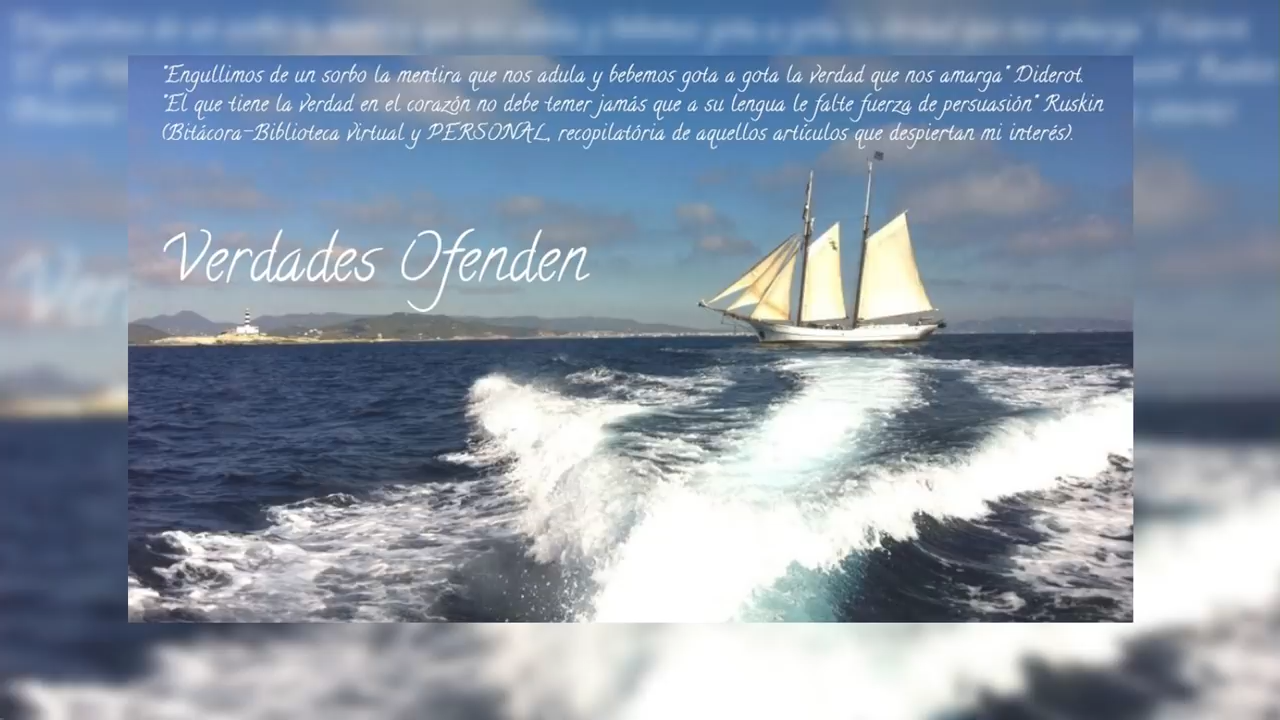 "Engullimos de un sorbo la mentira que nos adula y bebemos gota a gota la verdad que nos amarga" Diderot.
"El que tiene la verdad en el corazón no debe temer jamás que a su lengua le falte fuerza de persuasión" Ruskin
(Bitácora-Biblioteca Virtual y PERSONAL, recopilatória de aquellos artículos que despiertan mi interés).
Verdades Ofenden